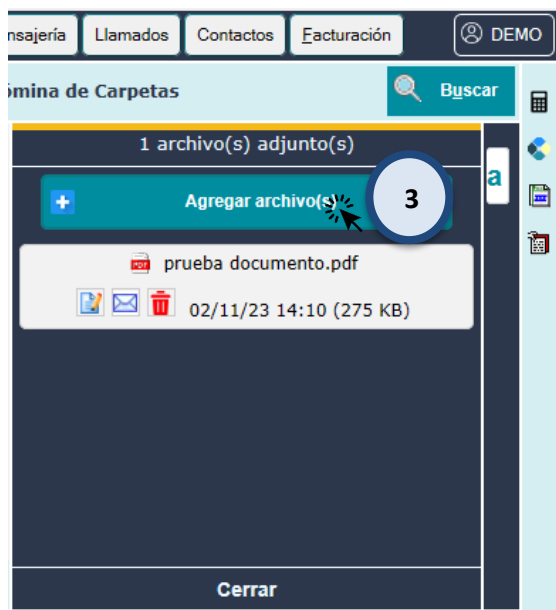 nsajería Llamados Contactos Facturación DEMO
ómina de Carpetas Buscar
1 archivo(s) adjunto(s)
a
Agregar archivo(s) 3
PDF prueba documento.pdf
02/11/23 14:10 (275 KB)
Cerrar